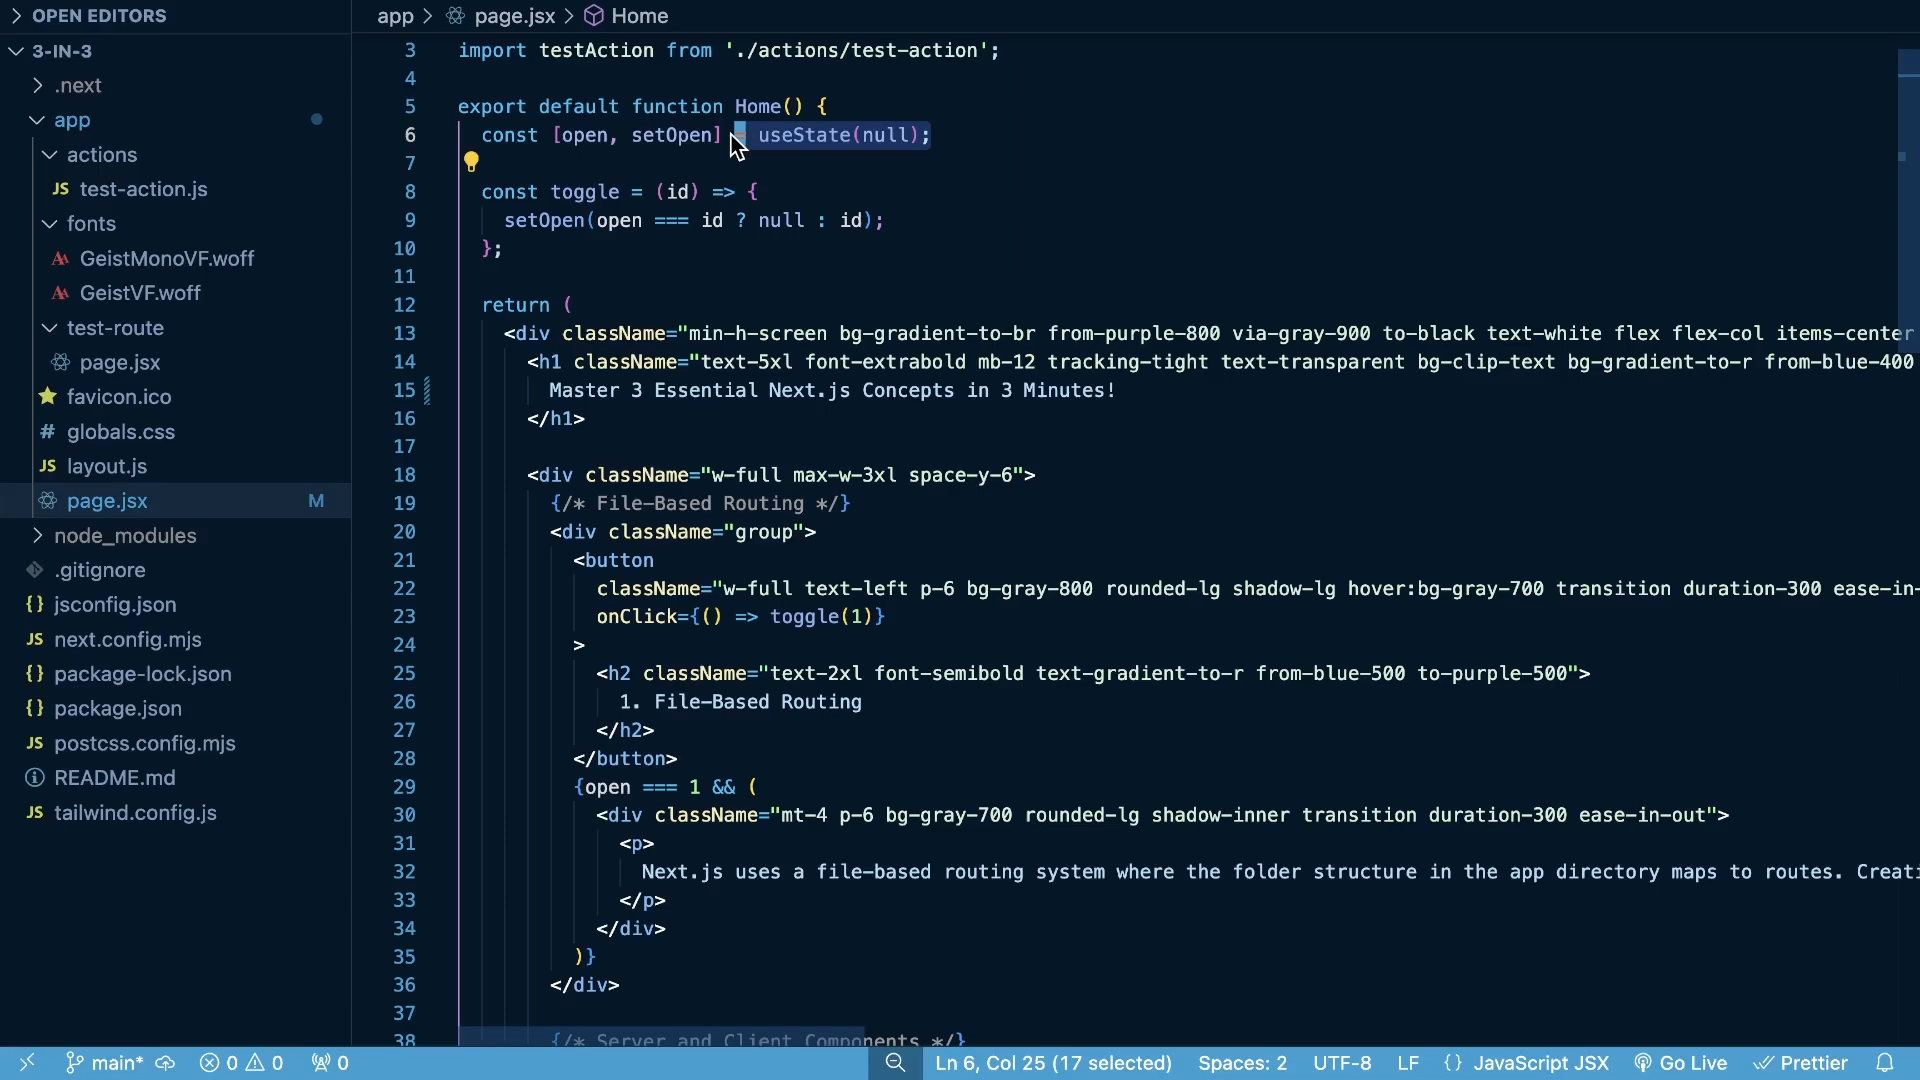 OPEN EDITORS
3-IN-3
.next
app
actions
JS test-action.js
fonts
GeistMonoVF.woff
GeistVF.woff
test-route
page.jsx
favicon.ico
# globals.css
JS layout.js
page.jsx M
node_modules
.gitignore
{} jsconfig.json
JS next.config.mjs
{} package-lock.json
{} package.json
JS postcss.config.mjs
README.md
JS tailwind.config.js
app > page.jsx > Home
3 import testAction from './actions/test-action';
4
5 export default function Home() {
6 const [open, setOpen] = useState(null);
7
8 const toggle = (id) => {
9 setOpen(open === id ? null : id);
10 };
11
12 return (
13 <div className="min-h-screen bg-gradient-to-br from-purple-800 via-gray-900 to-black text-white flex flex-col items-center
14 <h1 className="text-5xl font-extrabold mb-12 tracking-tight text-transparent bg-clip-text bg-gradient-to-r from-blue-400
15 Master 3 Essential Next.js Concepts in 3 Minutes!
16 </h1>
17
18 <div className="w-full max-w-3xl space-y-6">
19 {/* File-Based Routing */}
20 <div className="group">
21 <button
22 className="w-full text-left p-6 bg-gray-800 rounded-lg shadow-lg hover:bg-gray-700 transition duration-300 ease-in-
23 onClick={() => toggle(1)}
24 >
25 <h2 className="text-2xl font-semibold text-gradient-to-r from-blue-500 to-purple-500">
26 1. File-Based Routing
27 </h2>
28 </button>
29 {open === 1 && (
30 <div className="mt-4 p-6 bg-gray-700 rounded-lg shadow-inner transition duration-300 ease-in-out">
31 <p>
32 Next.js uses a file-based routing system where the folder structure in the app directory maps to routes. Creati
33 </p>
34 </div>
35 )}
36 </div>
37
38 {/* Server and Client Components */}
main* 0 0 0 Ln 6, Col 25 (17 selected) Spaces: 2 UTF-8 LF {} JavaScript JSX Go Live Prettier